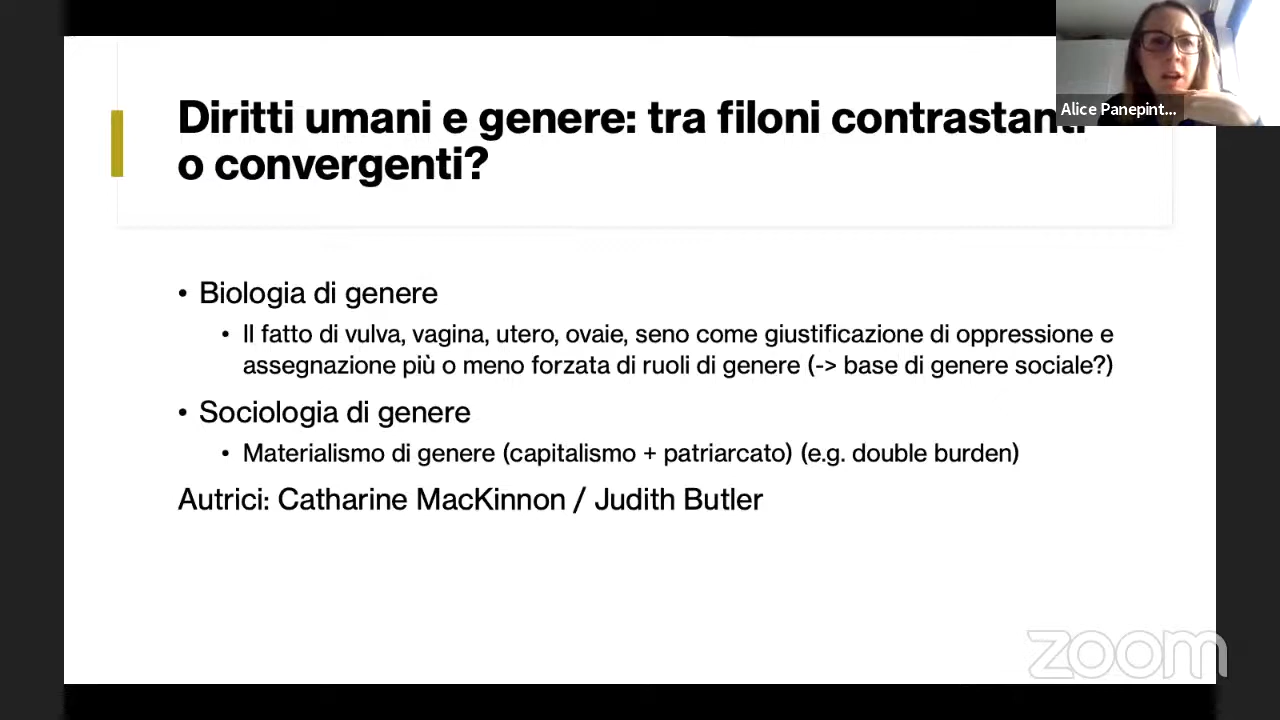 Diritti umani e genere: tra filoni contrastanti
o convergenti?
Alice Panepint...
• Biologia di genere
• Il fatto di vulva, vagina, utero, ovaie, seno come giustificazione di oppressione e
assegnazione più o meno forzata di ruoli di genere (-> base di genere sociale?)
• Sociologia di genere
• Materialismo di genere (capitalismo + patriarcato) (e.g. double burden)
Autrici: Catharine MacKinnon / Judith Butler
zoom